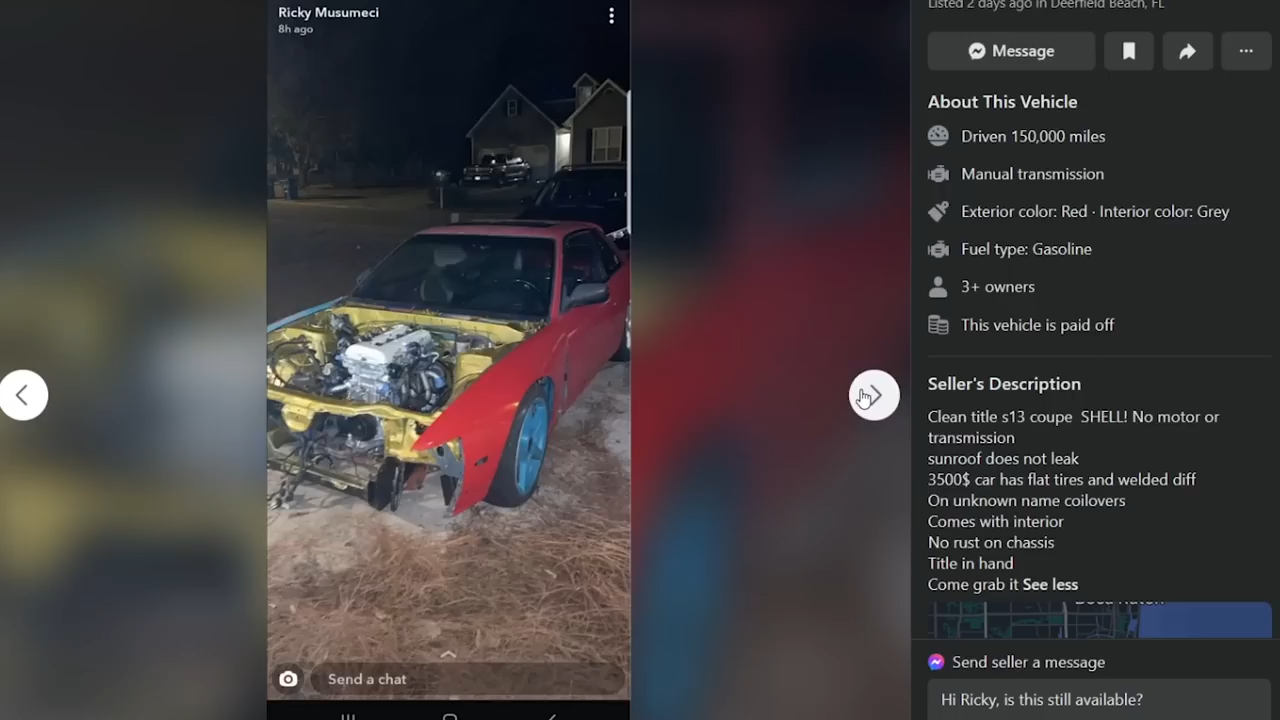 Ricky Musumeci
8h ago
Send a chat
Listed 2 days ago in Deerfield Beach, FL
Message
About This Vehicle
Driven 150,000 miles
Manual transmission
Exterior color: Red · Interior color: Grey
Fuel type: Gasoline
3+ owners
This vehicle is paid off
Seller's Description
Clean title s13 coupe SHELL! No motor or
transmission
sunroof does not leak
3500$ car has flat tires and welded diff
On unknown name coilovers
Comes with interior
No rust on chassis
Title in hand
Come grab it See less
Boca Raton
Send seller a message
Hi Ricky, is this still available?